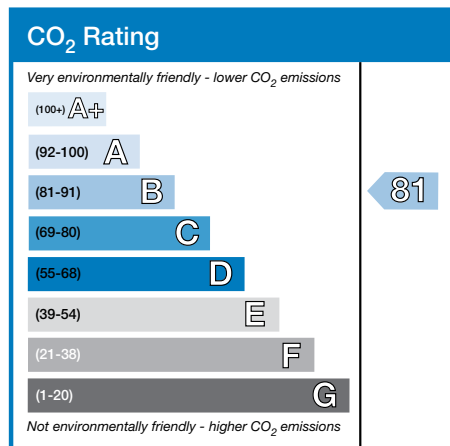 CO₂ Rating
Very environmentally friendly - lower CO₂ emissions
(100+) A+
(92-100) A
(81-91) B
81
(69-80) C
(55-68) D
(39-54) E
(21-38) F
(1-20) G
Not environmentally friendly - higher CO₂ emissions